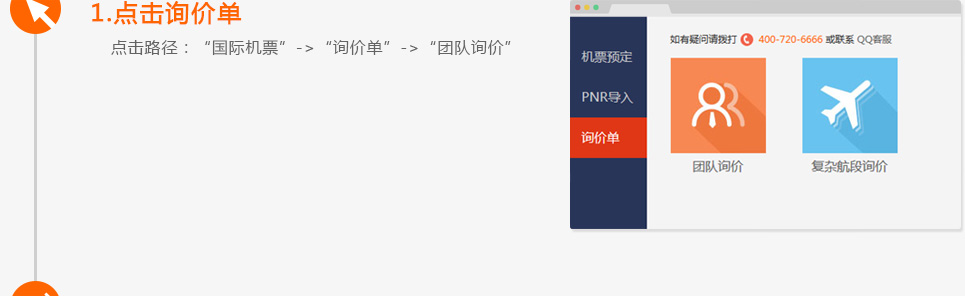 1.点击询价单
点击路径：“国际机票”->“询价单”->“团队询价”
如有疑问请拨打 400-720-6666 或联系 QQ客服
机票预定
PNR导入
询价单
团队询价 复杂航段询价